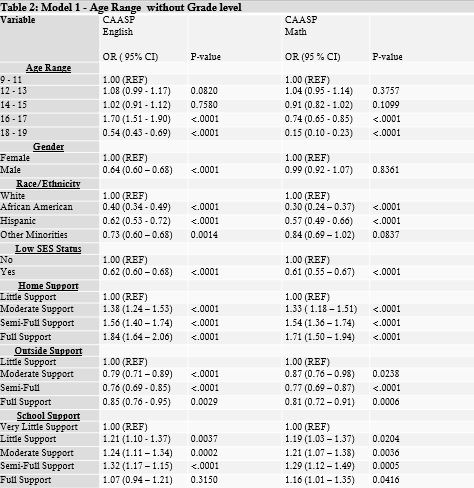 Table 2: Model 1 - Age Range without Grade level
Variable CAASP English CAASP Math
OR ( 95% CI) P-value OR (95 % CI) P-value
Age Range
9 - 11 1.00 (REF) 1.00 (REF)
12 - 13 1.08 (0.99 - 1.17) 0.0820 1.04 (0.95 - 1.14) 0.3757
14 - 15 1.02 (0.91 - 1.12) 0.7580 0.91 (0.82 - 1.02) 0.1099
16 - 17 1.70 (1.51 - 1.90) <.0001 0.74 (0.65 - 0.85) <.0001
18 - 19 0.54 (0.43 - 0.69) <.0001 0.15 (0.10 - 0.23) <.0001
Gender
Female 1.00 (REF) 1.00 (REF)
Male 0.64 (0.60 – 0.68) <.0001 0.99 (0.92 - 1.07) 0.8361
Race/Ethnicity
White 1.00 (REF) 1.00 (REF)
African American 0.40 (0.34 - 0.49) <.0001 0.30 (0.24 – 0.37) <.0001
Hispanic 0.62 (0.53 - 0.72) <.0001 0.57 (0.49 - 0.66) <.0001
Other Minorities 0.73 (0.60 – 0.68) 0.0014 0.84 (0.69 – 1.02) 0.0837
Low SES Status
No 1.00 (REF) 1.00 (REF)
Yes 0.62 (0.60 – 0.68) <.0001 0.61 (0.55 – 0.67) <.0001
Home Support
Little Support 1.00 (REF) 1.00 (REF)
Moderate Support 1.38 (1.24 – 1.53) <.0001 1.33 ( 1.18 – 1.51) <.0001
Semi-Full Support 1.56 (1.40 – 1.74) <.0001 1.54 (1.36 – 1.74) <.0001
Full Support 1.84 (1.64 – 2.06) <.0001 1.71 (1.50 – 1.94) <.0001
Outside Support
Little Support 1.00 (REF) 1.00 (REF)
Moderate Support 0.79 (0.71 – 0.89) <.0001 0.87 (0.76 – 0.98) 0.0238
Semi-Full 0.76 (0.69 - 0.85) <.0001 0.77 (0.69 – 0.87) <.0001
Full Support 0.85 (0.76 - 0.95) 0.0029 0.81 (0.72 – 0.91) 0.0006
School Support
Very Little Support 1.00 (REF) 1.00 (REF)
Little Support 1.21 (1.10 - 1.37) 0.0037 1.19 (1.03 – 1.37) 0.0204
Moderate Support 1.24 (1.11 – 1.34) 0.0002 1.21 (1.07 – 1.38) 0.0036
Semi-Full Support 1.32 (1.17 – 1.15) <.0001 1.29 (1.12 – 1.49) 0.0005
Full Support 1.07 (0.94 – 1.21) 0.3150 1.16 (1.01 – 1.35) 0.0416